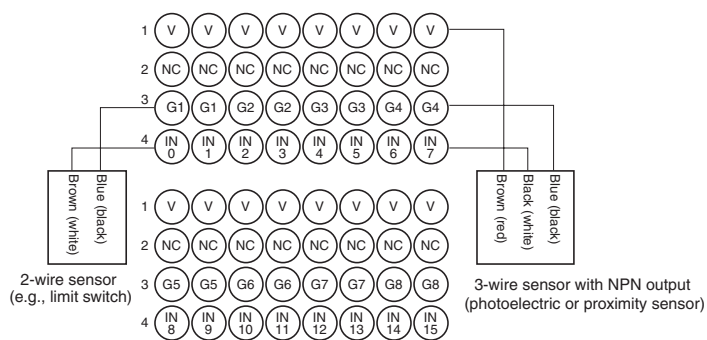 1 V V V V V V V V
2 NC NC NC NC NC NC NC NC
3 G1 G1 G2 G2 G3 G3 G4 G4
4 IN 0 IN 1 IN 2 IN 3 IN 4 IN 5 IN 6 IN 7
Brown (white)
Blue (black)
Brown (red)
Black (white)
Blue (black)
2-wire sensor
(e.g., limit switch)
3-wire sensor with NPN output
(photoelectric or proximity sensor)
1 V V V V V V V V
2 NC NC NC NC NC NC NC NC
3 G5 G5 G6 G6 G7 G7 G8 G8
4 IN 8 IN 9 IN 10 IN 11 IN 12 IN 13 IN 14 IN 15